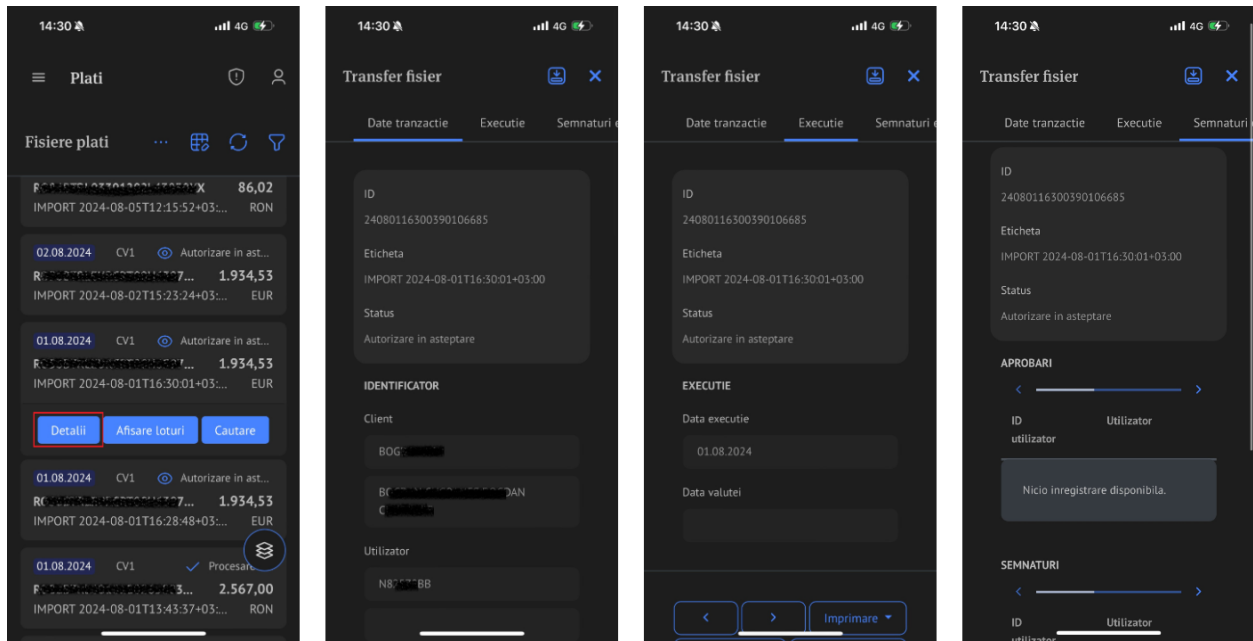 14:30
4G
Plati
Fisiere plati
86,02
IMPORT 2024-08-05T12:15:52+03:... RON
02.08.2024 CV1 Autorizare in ast...
7... 1.934,53
IMPORT 2024-08-02T15:23:24+03:... EUR
01.08.2024 CV1 Autorizare in ast...
1.934,53
IMPORT 2024-08-01T16:30:01+03:... EUR
Detalii Afisare loturi Cautare
01.08.2024 CV1 Autorizare in ast...
7... 1.934,53
IMPORT 2024-08-01T16:28:48+03:... EUR
01.08.2024 CV1
3... 2.567,00
IMPORT 2024-08-01T13:43:37+03:... RON
14:30
4G
Transfer fisier
Date tranzactie Executie Semnaturi
ID
24080116300390106685
Eticheta
IMPORT 2024-08-01T16:30:01+03:00
Status
Autorizare in asteptare
IDENTIFICATOR
Client
BOG
DAN
C
Utilizator
BB
14:30
4G
Transfer fisier
Date tranzactie Executie Semnaturi
ID
24080116300390106685
Eticheta
IMPORT 2024-08-01T16:30:01+03:00
Status
Autorizare in asteptare
EXECUTIE
Data executie
01.08.2024
Data valutei
Imprimare
14:30
4G
Transfer fisier
Date tranzactie Executie Semnaturi
ID
24080116300390106685
Eticheta
IMPORT 2024-08-01T16:30:01+03:00
Status
Autorizare in asteptare
APROBARI
ID utilizator Utilizator
Nicio inregistrare disponibila.
SEMNATURI
ID Utilizator